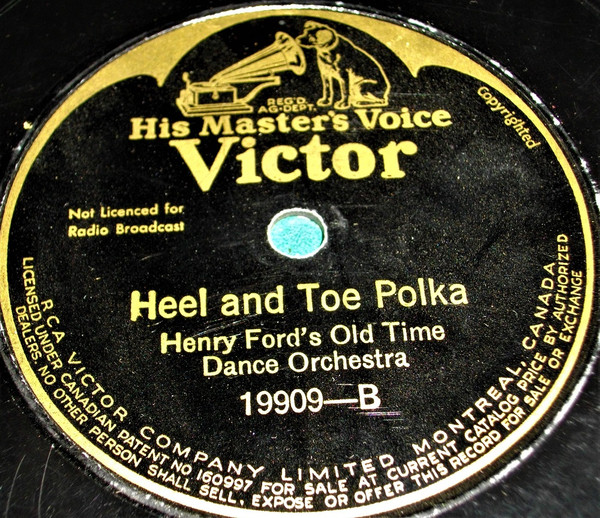 REG'D
AG-DEPT.
His Master's Voice
Victor
copyrighted
Not Licenced for
Radio Broadcast
Heel and Toe Polka
Henry Ford's Old Time
Dance Orchestra
19909—B
RCA VICTOR COMPANY LIMITED MONTREAL, CANADA
LICENSED UNDER CANADIAN PATENT NO 160997 FOR SALE AT CURRENT CATALOG PRICE BY AUTHORIZED
DEALERS, NO OTHER PERSON SHALL SELL, EXPOSE OR OFFER THIS RECORD FOR SALE OR EXCHANGE